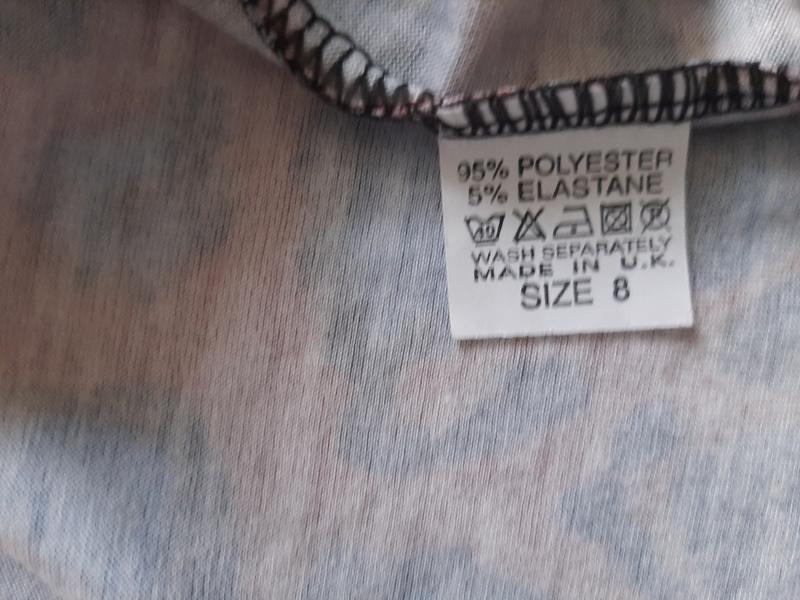 95% POLYESTER
5% ELASTANE
40
WASH SEPARATELY
MADE IN U.K.
SIZE 8